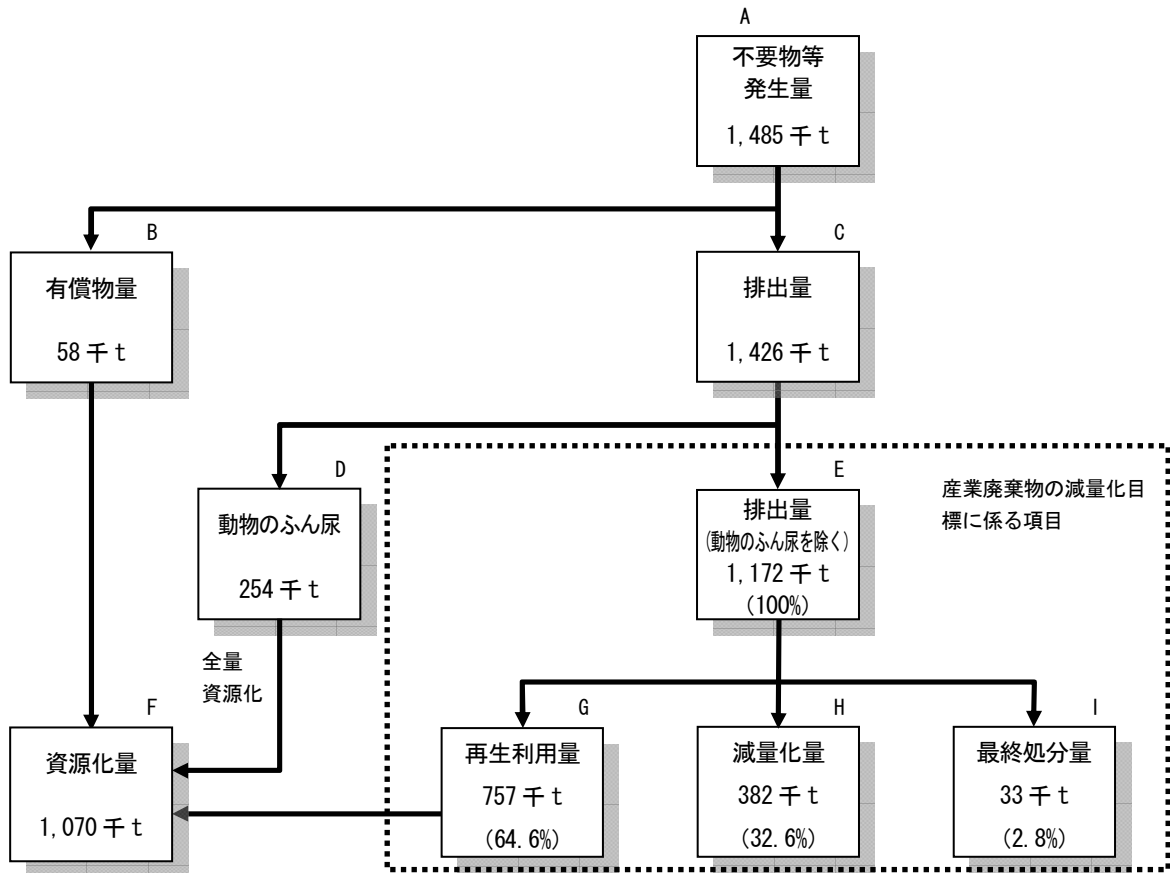 A
不要物等
発生量
1,485 千 t
B
有償物量
58 千 t
C
排出量
1,426 千 t
D
動物のふん尿
254 千 t
E
排出量
(動物のふん尿を除く)
1,172 千 t
(100%)
産業廃棄物の減量化目
標に係る項目
全量
資源化
F
資源化量
1,070 千 t
G
再生利用量
757 千 t
(64.6%)
H
減量化量
382 千 t
(32.6%)
I
最終処分量
33 千 t
(2.8%)